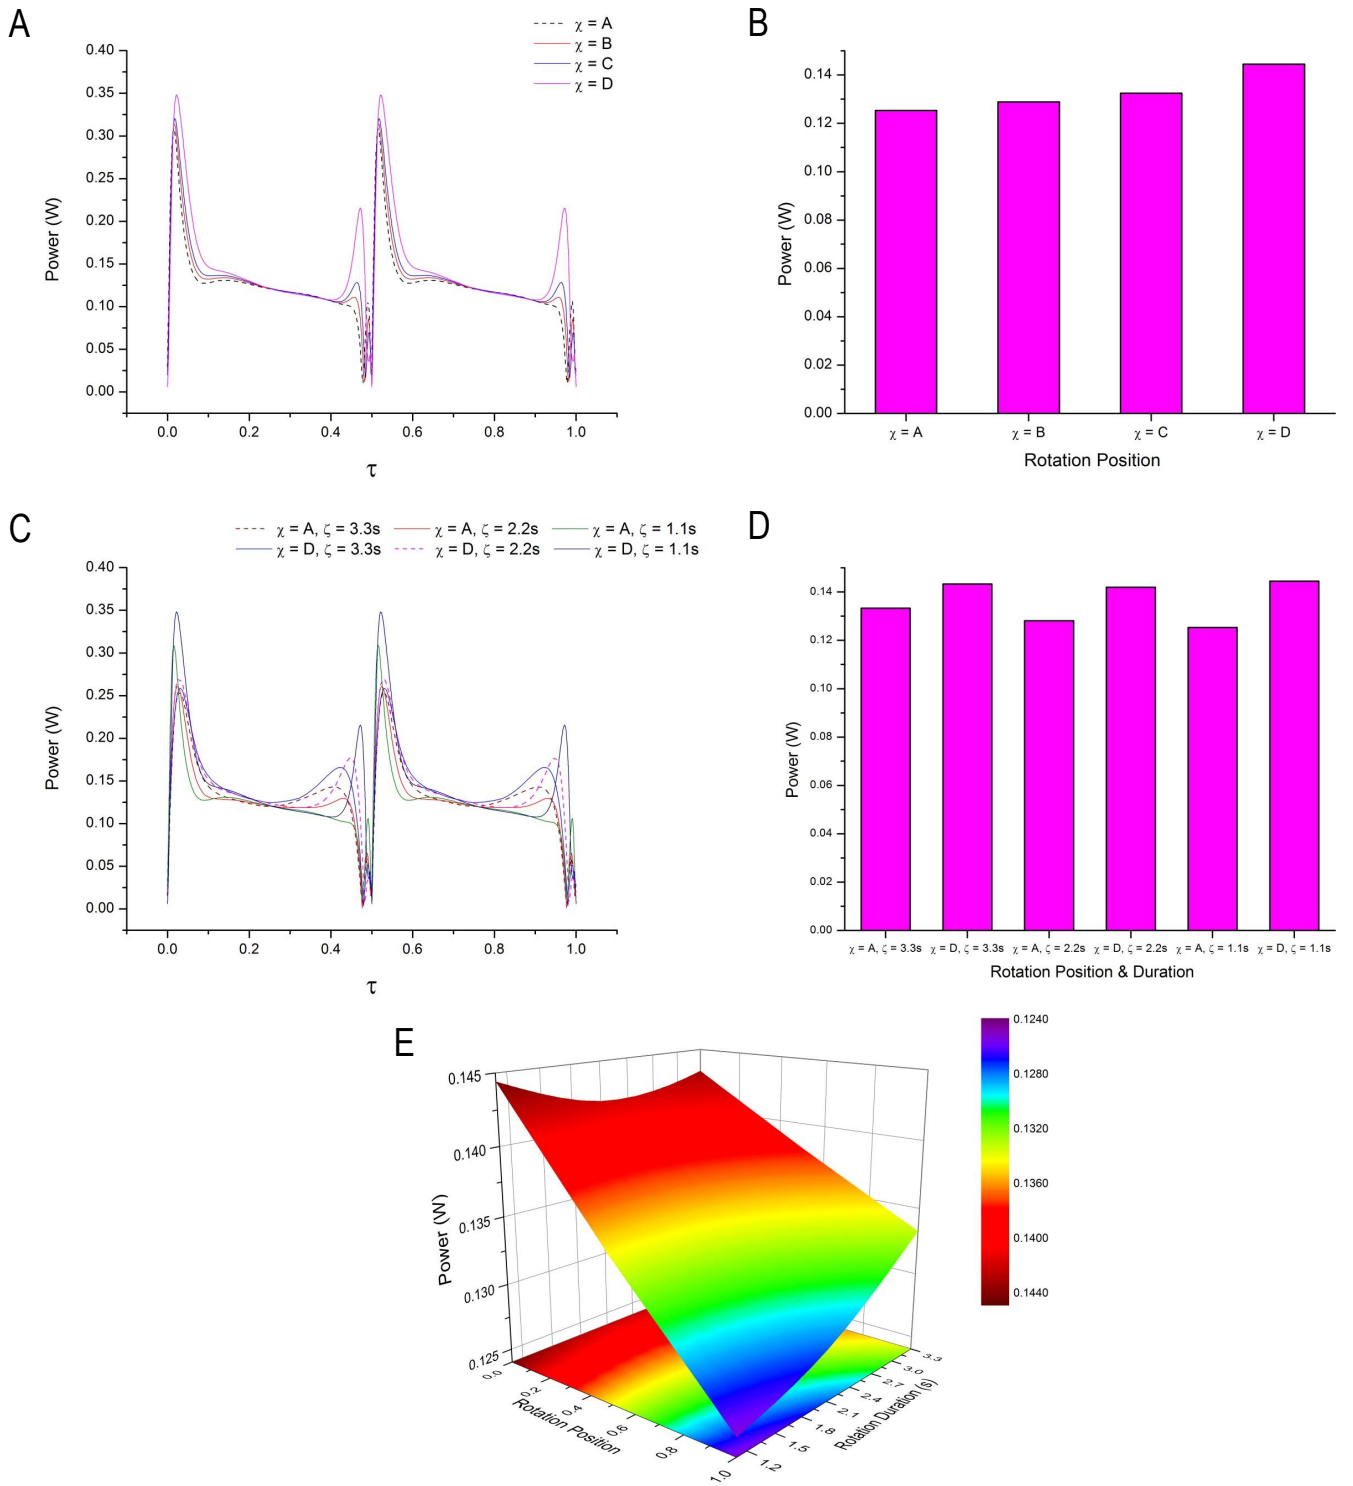 A
χ = A
χ = B
χ = C
χ = D
0.40
0.35
0.30
0.25
0.20
0.15
0.10
0.05
0.00
Power (W)
0.0 0.2 0.4 0.6 0.8 1.0
τ
B
0.14
0.12
0.10
0.08
0.06
0.04
0.02
0.00
Power (W)
χ = A χ = B χ = C χ = D
Rotation Position
C
χ = A, ζ = 3.3s χ = A, ζ = 2.2s χ = A, ζ = 1.1s
χ = D, ζ = 3.3s χ = D, ζ = 2.2s χ = D, ζ = 1.1s
0.40
0.35
0.30
0.25
0.20
0.15
0.10
0.05
0.00
Power (W)
0.0 0.2 0.4 0.6 0.8 1.0
τ
D
0.14
0.12
0.10
0.08
0.06
0.04
0.02
0.00
Power (W)
χ = A, ζ = 3.3s χ = D, ζ = 3.3s χ = A, ζ = 2.2s χ = D, ζ = 2.2s χ = A, ζ = 1.1s χ = D, ζ = 1.1s
Rotation Position & Duration
E
0.145
0.140
0.135
0.130
0.125
Power (W)
0.0
0.2
0.4
0.6
0.8
1.0
Rotation Position
1.2
1.5
1.8
2.1
2.4
2.7
3.0
3.3
Rotation Duration (s)
0.1240
0.1280
0.1320
0.1360
0.1400
0.1440